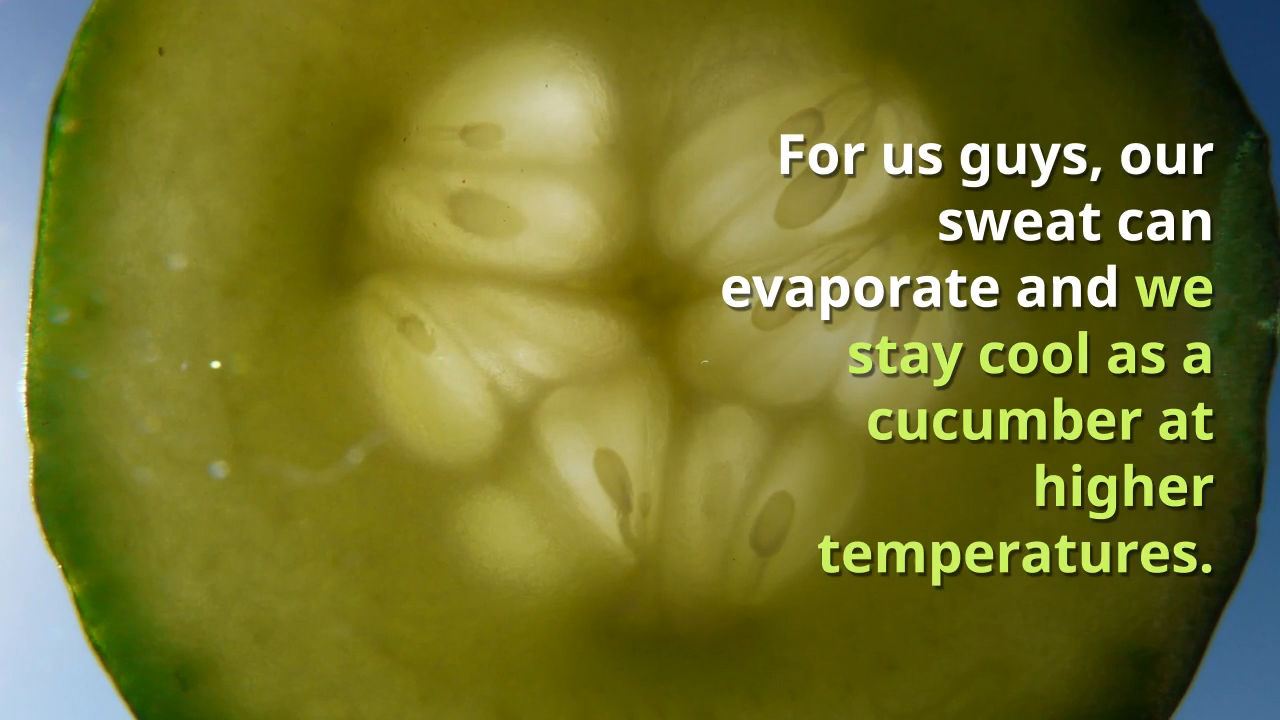 For us guys, our
sweat can
evaporate and we
stay cool as a
cucumber at
higher
temperatures.